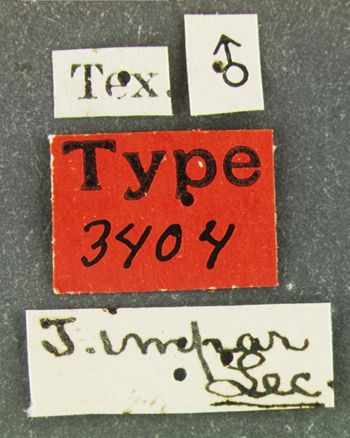 Tex. ♂
Type
3404
J. impar
Lec.